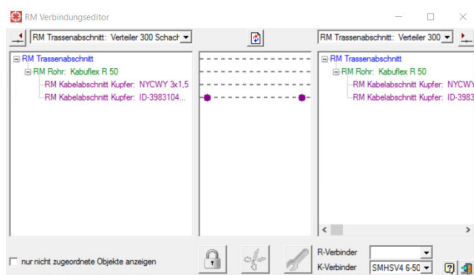 RM Verbindungseditor
RM Trassenabschnitt: Verteiler 300 Schach
RM Trassenabschnitt: Verteiler 300
RM Trassenabschnitt
RM Rohr: Kabuflex R 50
RM Kabelabschnitt Kupfer: NYCWY 3x1,5
RM Kabelabschnitt Kupfer: ID-3983104...
RM Trassenabschnitt
RM Rohr: Kabuflex R 50
RM Kabelabschnitt Kupfer: NYCWY
RM Kabelabschnitt Kupfer: ID-3983
nur nicht zugeordnete Objekte anzeigen
R-Verbinder
K-Verbinder
SMHSV4 6-50